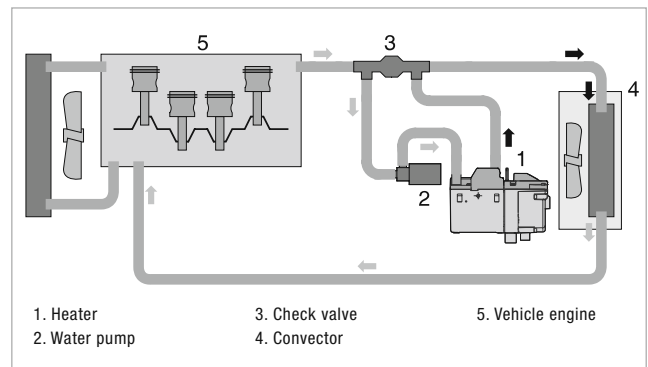 5
3
4
1
2
1. Heater
2. Water pump
3. Check valve
4. Convector
5. Vehicle engine